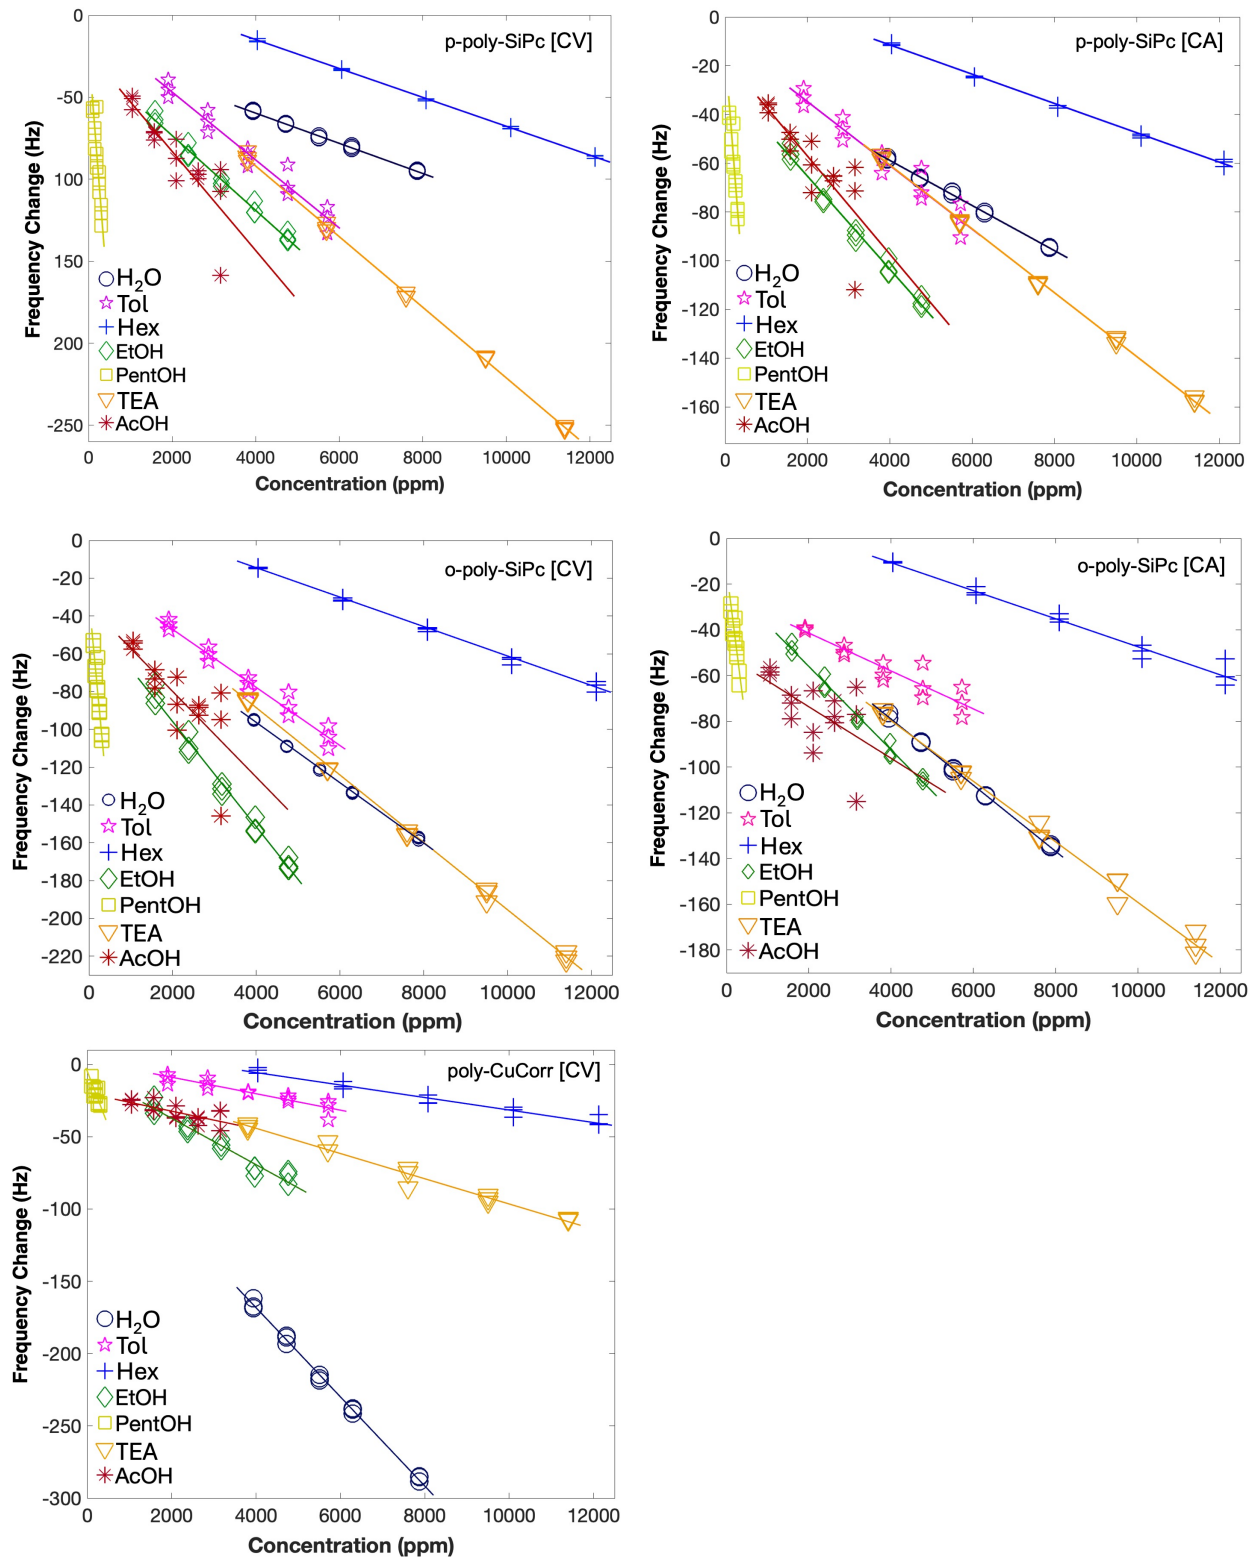 p-poly-SiPc [CV]
0
-50
100
150
200
-250
Frequency Change (Hz)
H₂O
Tol
Hex
EtOH
PentOH
TEA
AcOH
0 2000 4000 6000 8000 10000 12000
Concentration (ppm)
p-poly-SiPc [CA]
0
-20
-40
-60
-80
-100
-120
-140
-160
Frequency Change (Hz)
H₂O
Tol
Hex
EtOH
PentOH
TEA
AcOH
0 2000 4000 6000 8000 10000 12000
Concentration (ppm)
o-poly-SiPc [CV]
0
-20
-40
-60
-80
-100
-120
-140
-160
-180
-200
-220
Frequency Change (Hz)
H₂O
Tol
Hex
EtOH
PentOH
TEA
AcOH
0 2000 4000 6000 8000 10000 12000
Concentration (ppm)
o-poly-SiPc [CA]
0
-20
-40
-60
-80
-100
-120
-140
-160
-180
Frequency Change (Hz)
H₂O
Tol
Hex
EtOH
PentOH
TEA
AcOH
0 2000 4000 6000 8000 10000 12000
Concentration (ppm)
poly-CuCorr [CV]
0
-50
-100
-150
-200
-250
-300
Frequency Change (Hz)
H₂O
Tol
Hex
EtOH
PentOH
TEA
AcOH
0 2000 4000 6000 8000 10000 12000
Concentration (ppm)